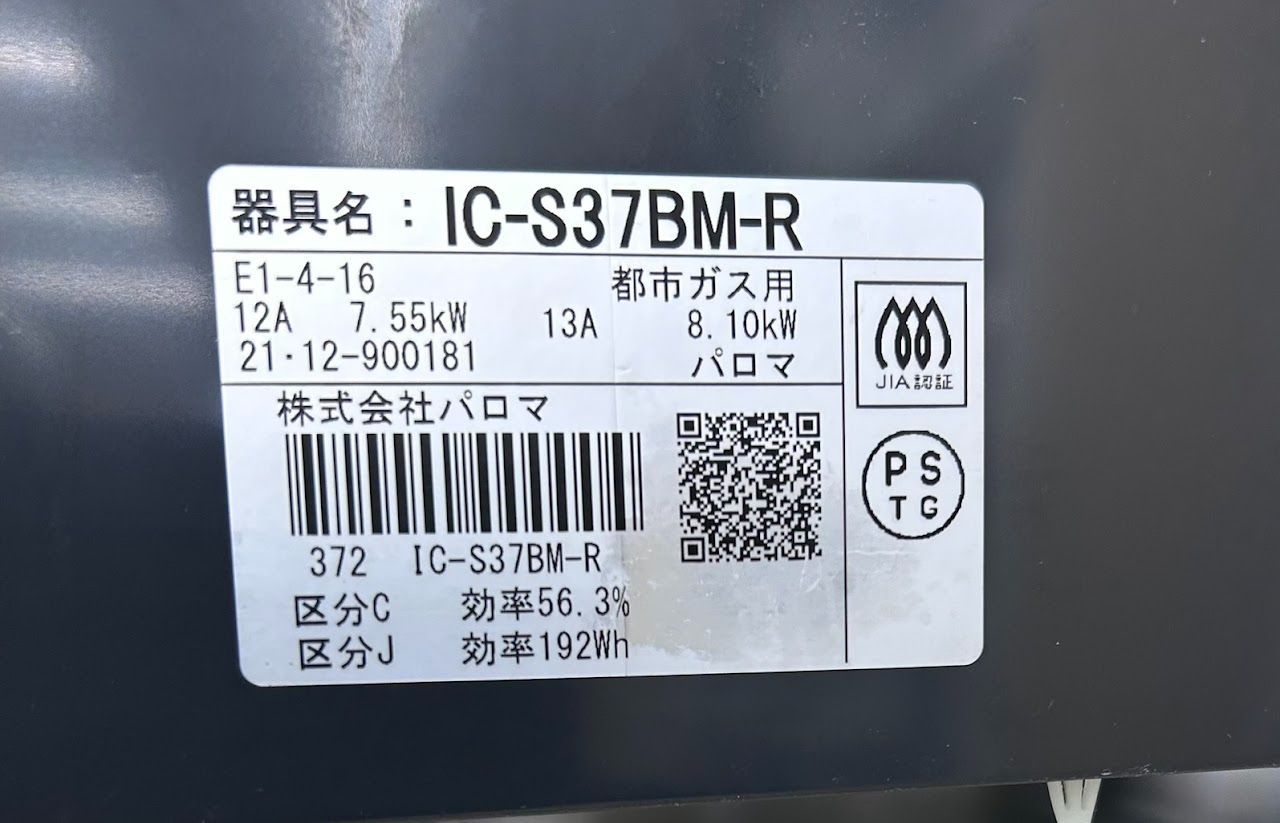 器具名：IC-S37BM-R
E1-4-16 都市ガス用
12A 7.55kW 13A 8.10kW
21·12-900181 パロマ
JIA認証
株式会社パロマ
PS
TG
372 IC-S37BM-R
区分C 効率56.3%
区分J 効率192Wh